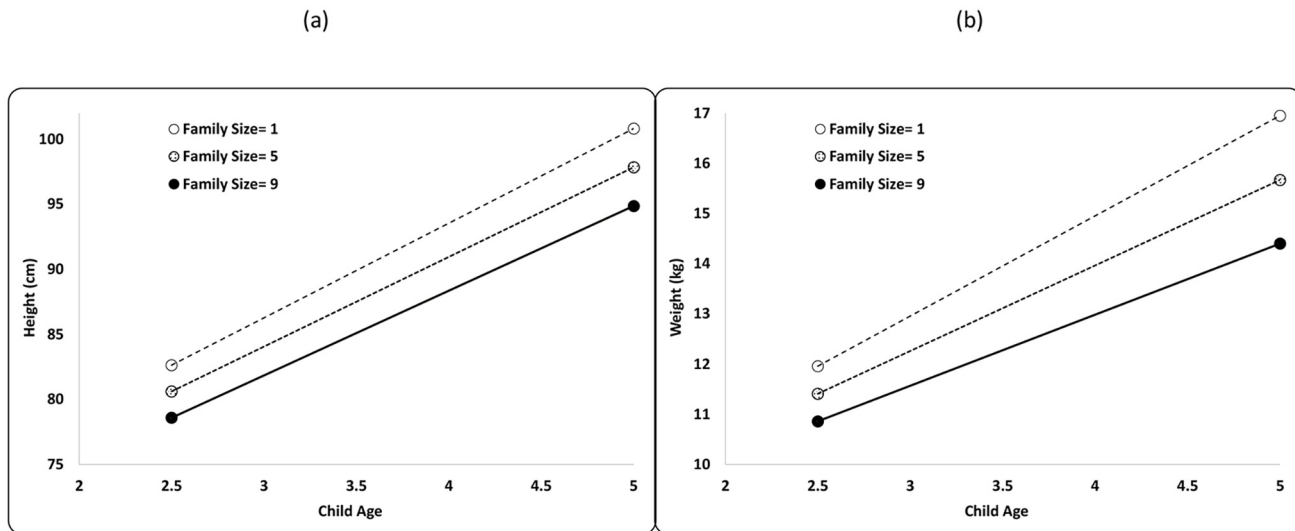 (a)
(b)
Family Size= 1
Family Size= 5
Family Size= 9
Height (cm)
100
95
90
85
80
75
2 2.5 3 3.5 4 4.5 5
Child Age
Family Size= 1
Family Size= 5
Family Size= 9
Weight (kg)
17
16
15
14
13
12
11
10
2 2.5 3 3.5 4 4.5 5
Child Age